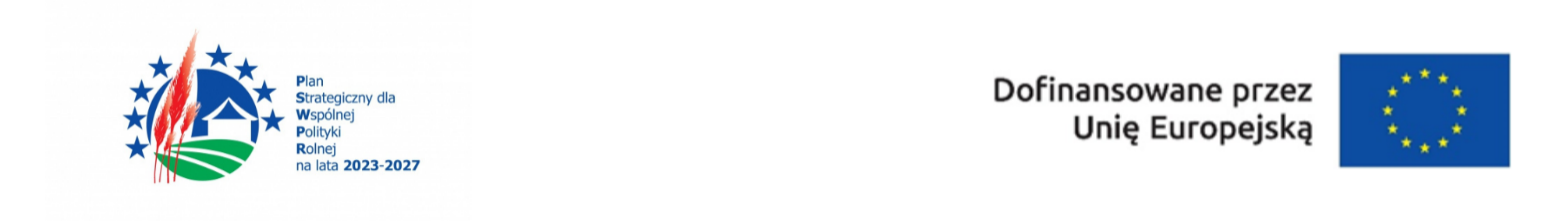 Plan
Strategiczny dla
Wspólnej
Polityki
Rolnej
na lata 2023-2027
Dofinansowane przez
Unię Europejską